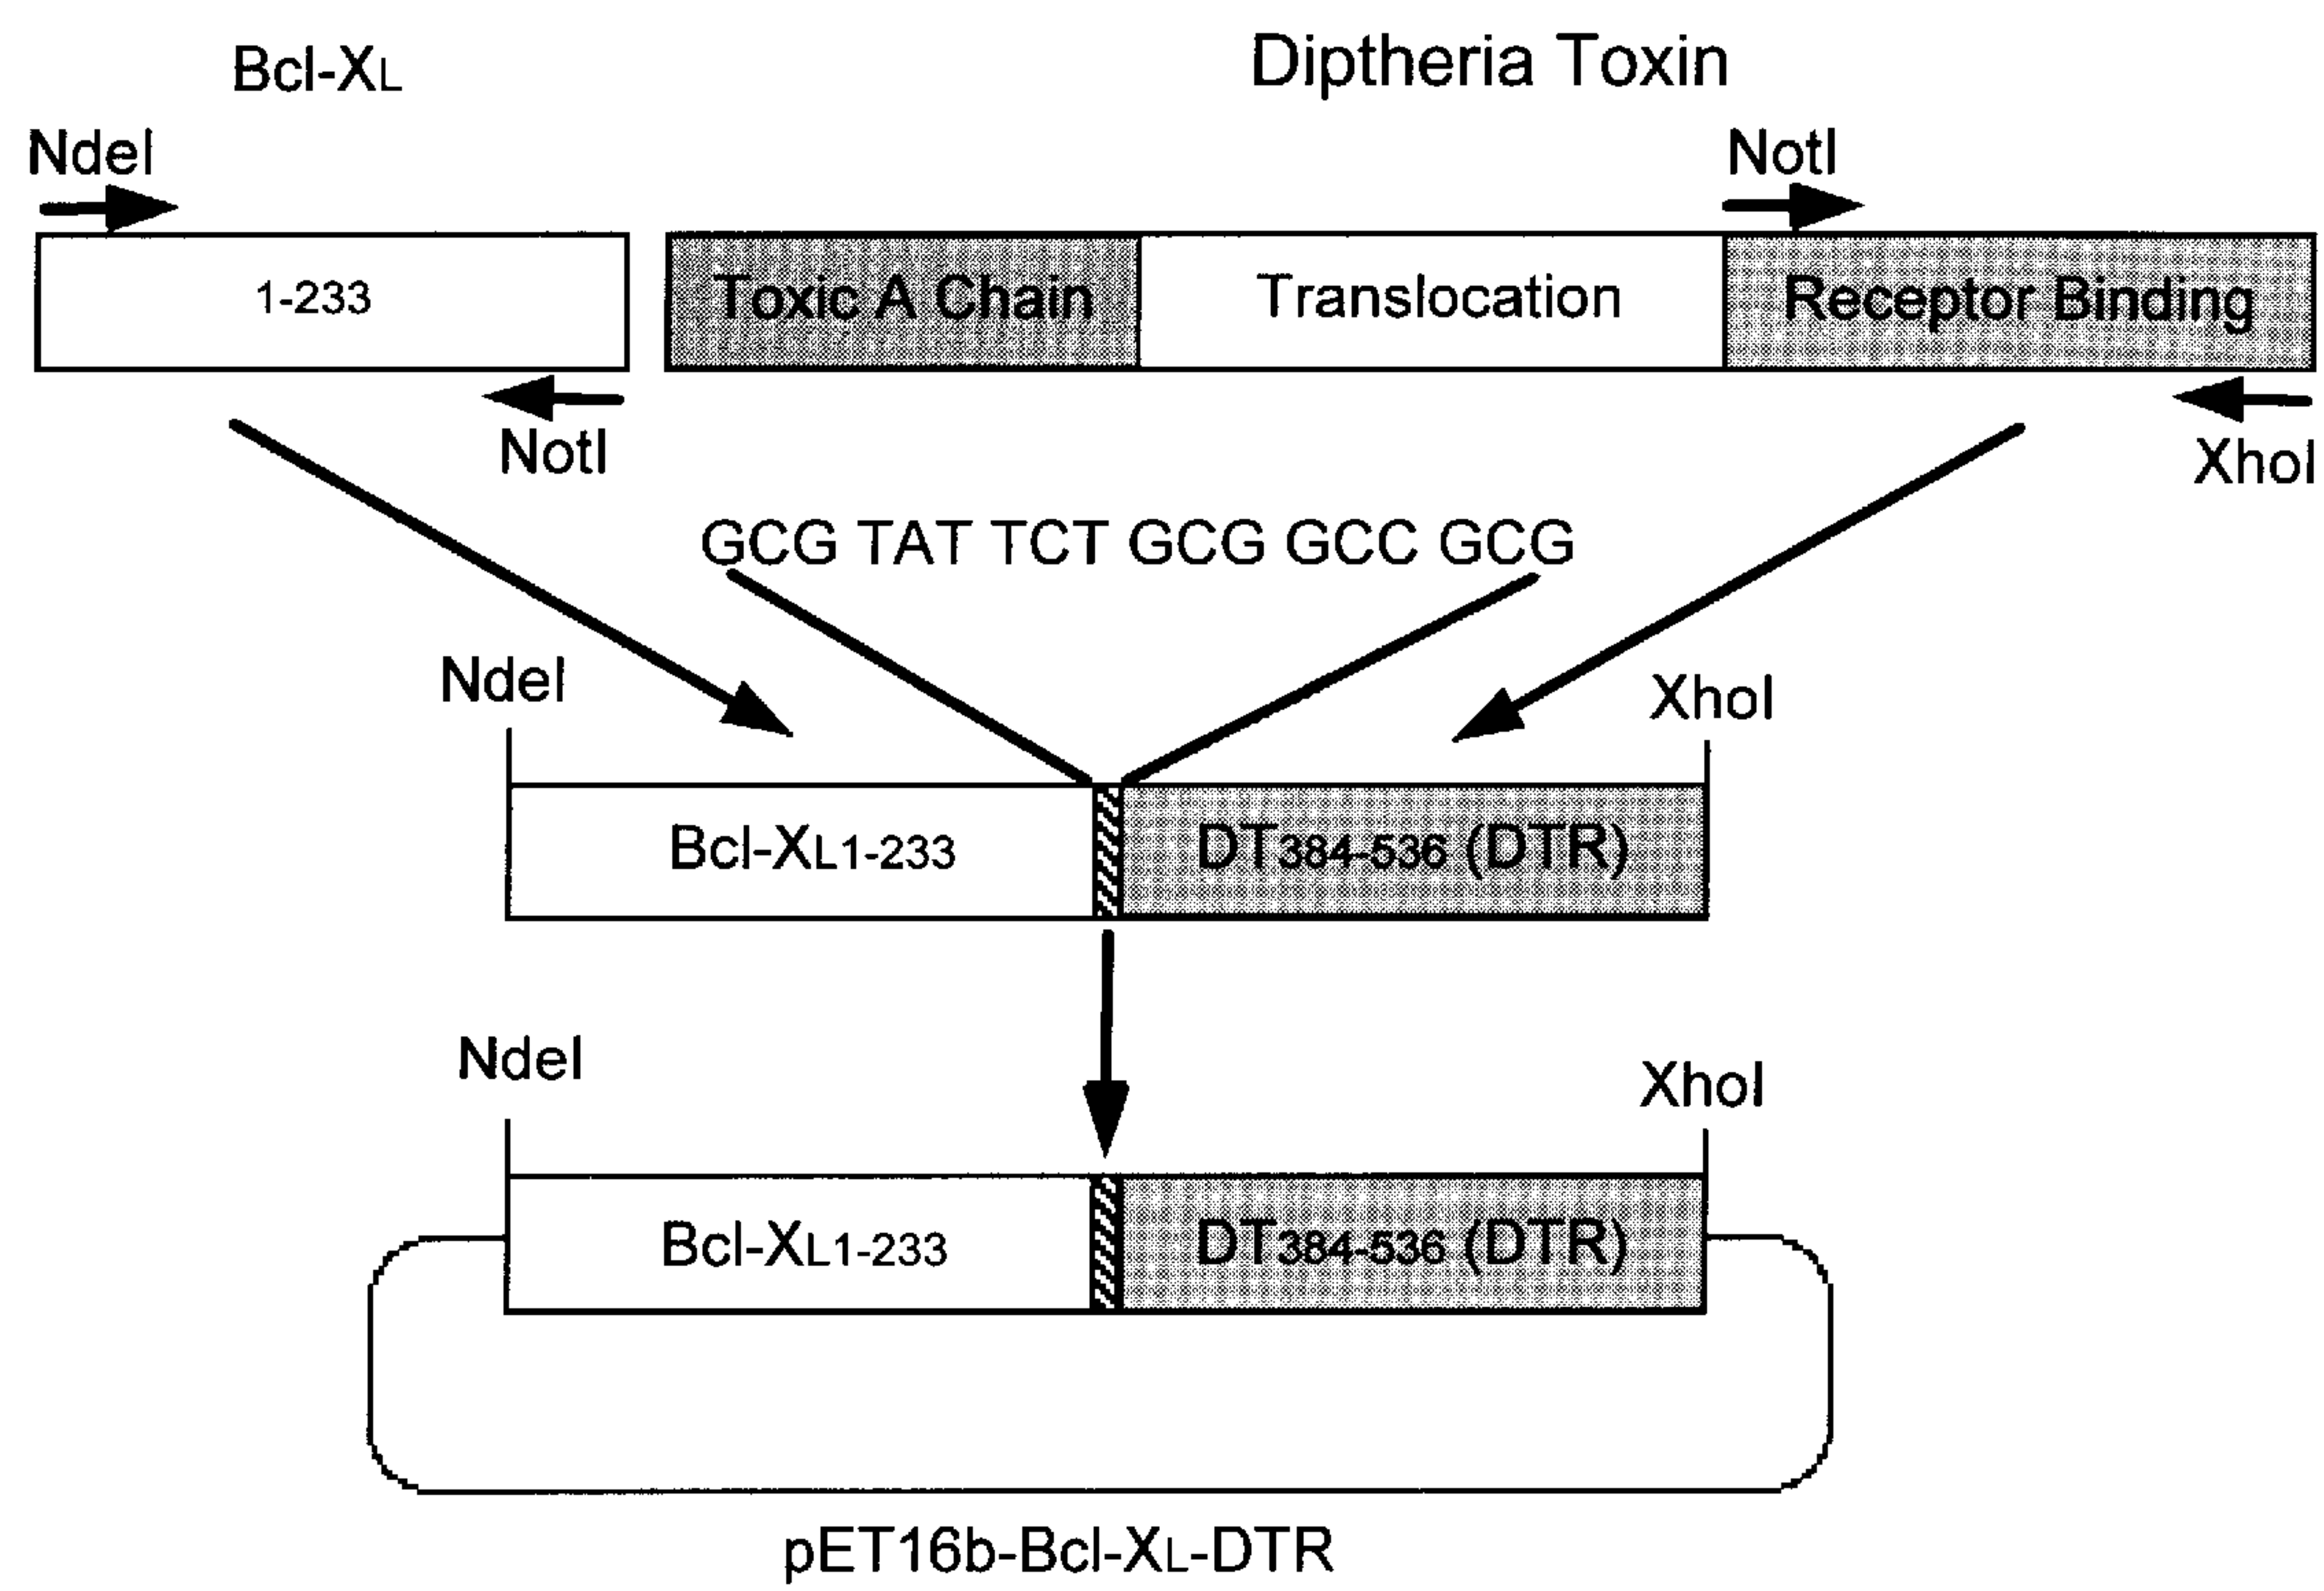 Bcl-XL
Diptheria Toxin
NdeI
NotI
1-233
Toxic A Chain
Translocation
Receptor Binding
NotI
XhoI
GCG TAT TCT GCG GCC GCG
NdeI
XhoI
Bcl-XL1-233
DT384-536 (DTR)
NdeI
XhoI
Bcl-XL1-233
DT384-536 (DTR)
pET16b-Bcl-XL-DTR